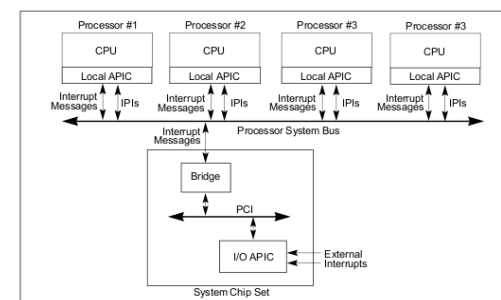 Processor #1 Processor #2 Processor #3 Processor #3
CPU CPU CPU CPU
Local APIC Local APIC Local APIC Local APIC
Interrupt Messages IPIs Interrupt Messages IPIs Interrupt Messages IPIs Interrupt Messages IPIs
Processor System Bus
Interrupt
Messages
Bridge
PCI
I/O APIC
External
Interrupts
System Chip Set